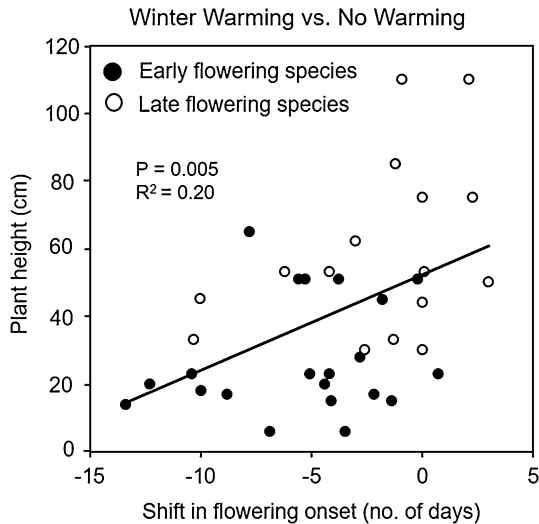 Winter Warming vs. No Warming
120
100
80
60
40
20
0
Plant height (cm)
Early flowering species
Late flowering species
P = 0.005
R² = 0.20
-15 -10 -5 0 5
Shift in flowering onset (no. of days)